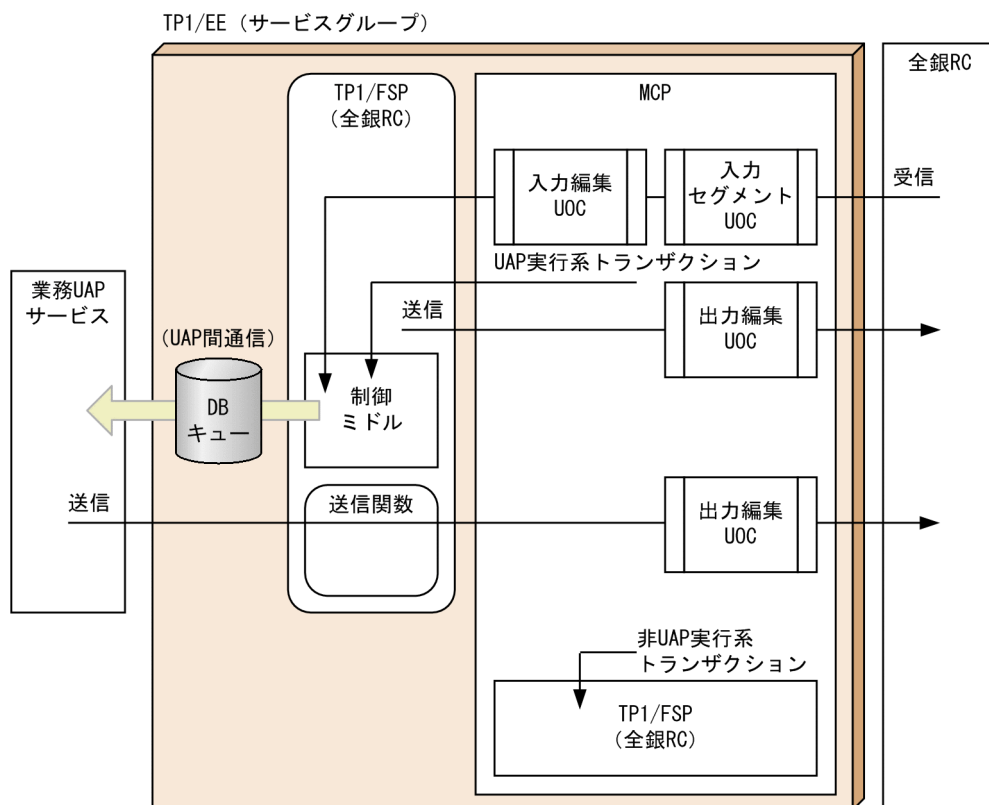 TP1/EE（サービスグループ）
全銀RC
TP1/FSP
（全銀RC）
MCP
入力編集
UOC
入力
セグメント
UOC
受信
UAP実行系トランザクション
業務UAP
サービス
送信
出力編集
UOC
（UAP間通信）
DB
キュー
制御
ミドル
送信
送信関数
出力編集
UOC
非UAP実行系
トランザクション
TP1/FSP
（全銀RC）